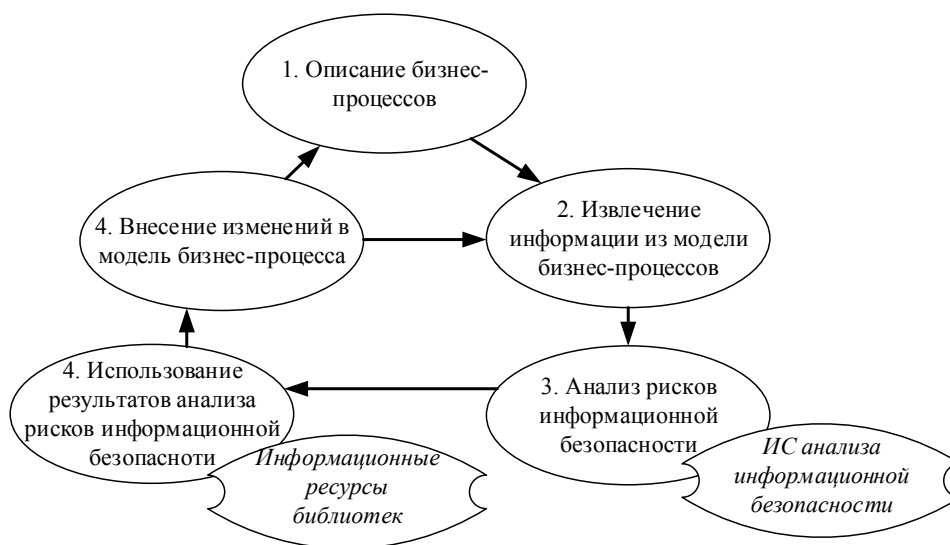 1. Описание бизнес-
процессов
2. Извлечение
информации из модели
бизнес-процессов
4. Внесение изменений в
модель бизнес-процесса
3. Анализ рисков
информационной
безопасности
4. Использование
результатов анализа
рисков информационной
безопасноти
ИС анализа
информационной
безопасности
Информационные
ресурсы
библиотек